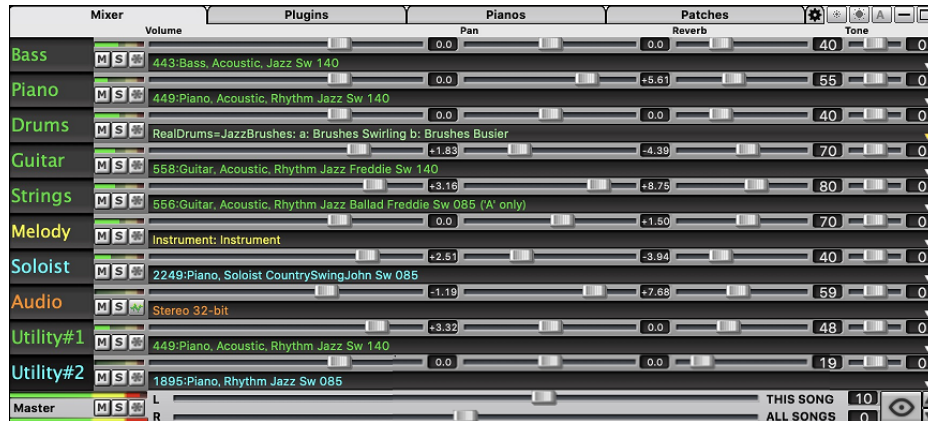 Mixer Plugins Pianos Patches A
Volume Pan Reverb Tone
Bass M S 0.0 0.0 40 0
443:Bass, Acoustic, Jazz Sw 140
Piano M S 0.0 +5.61 55 0
449:Piano, Acoustic, Rhythm Jazz Sw 140
Drums M S 0.0 0.0 40 0
RealDrums=JazzBrushes: a: Brushes Swirling b: Brushes Busier
Guitar M S +1.83 -4.39 70 0
558:Guitar, Acoustic, Rhythm Jazz Freddie Sw 140
Strings M S +3.16 +8.75 80 0
556:Guitar, Acoustic, Rhythm Jazz Ballad Freddie Sw 085 ('A' only)
Melody M S 0.0 +1.50 70 0
Instrument: Instrument
Soloist M S +2.51 -3.94 40 0
2249:Piano, Soloist CountrySwingJohn Sw 085
Audio M S -1.19 +7.68 59 0
Stereo 32-bit
Utility#1 M S +3.32 0.0 48 0
449:Piano, Acoustic, Rhythm Jazz Sw 140
Utility#2 M S 0.0 0.0 19 0
1895:Piano, Rhythm Jazz Sw 085
Master M S L THIS SONG 10
R ALL SONGS 0